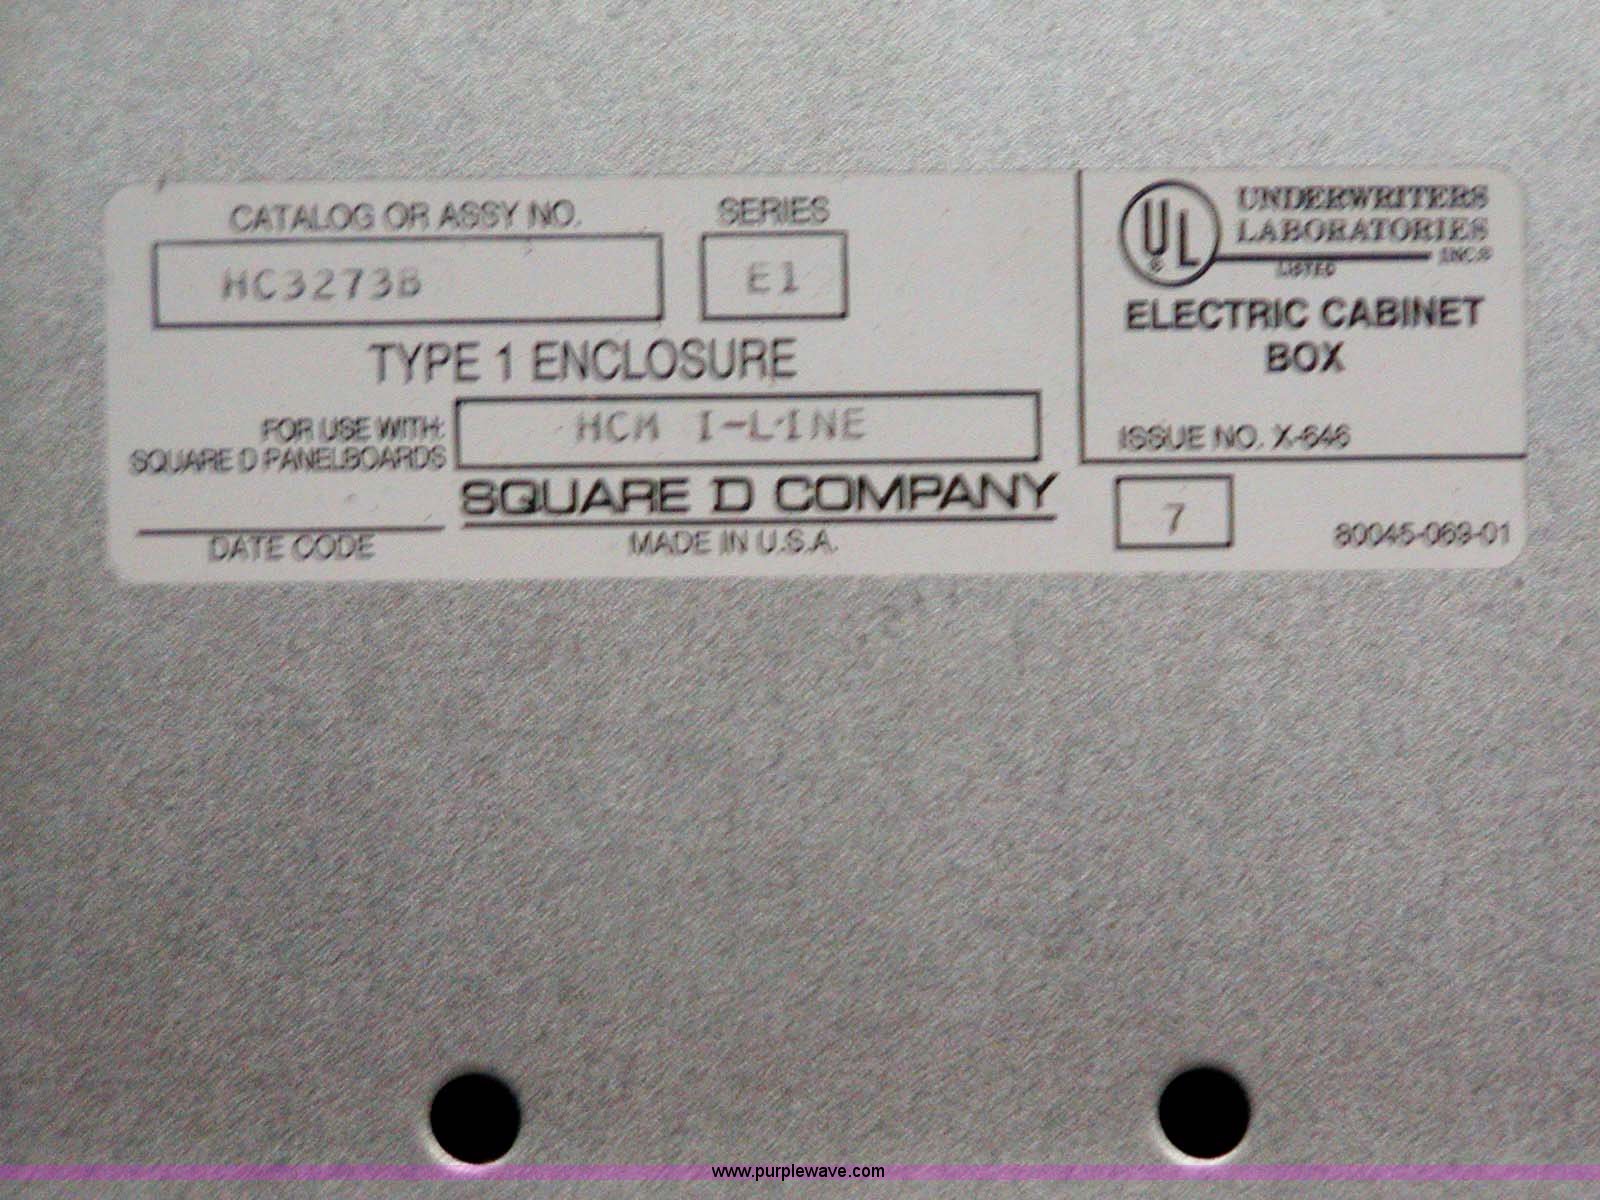 CATALOG OR ASSY NO.
SERIES
HC3273B
E1
TYPE 1 ENCLOSURE
FOR USE WITH:
SQUARE D PANELBOARDS
HCM I-LINE
SQUARE D COMPANY
DATE CODE
MADE IN U.S.A.
UL
®
UNDERWRITERS
LABORATORIES
INC.®
LISTED
ELECTRIC CABINET
BOX
ISSUE NO. X-646
7
80045-069-01
www.purplewave.com